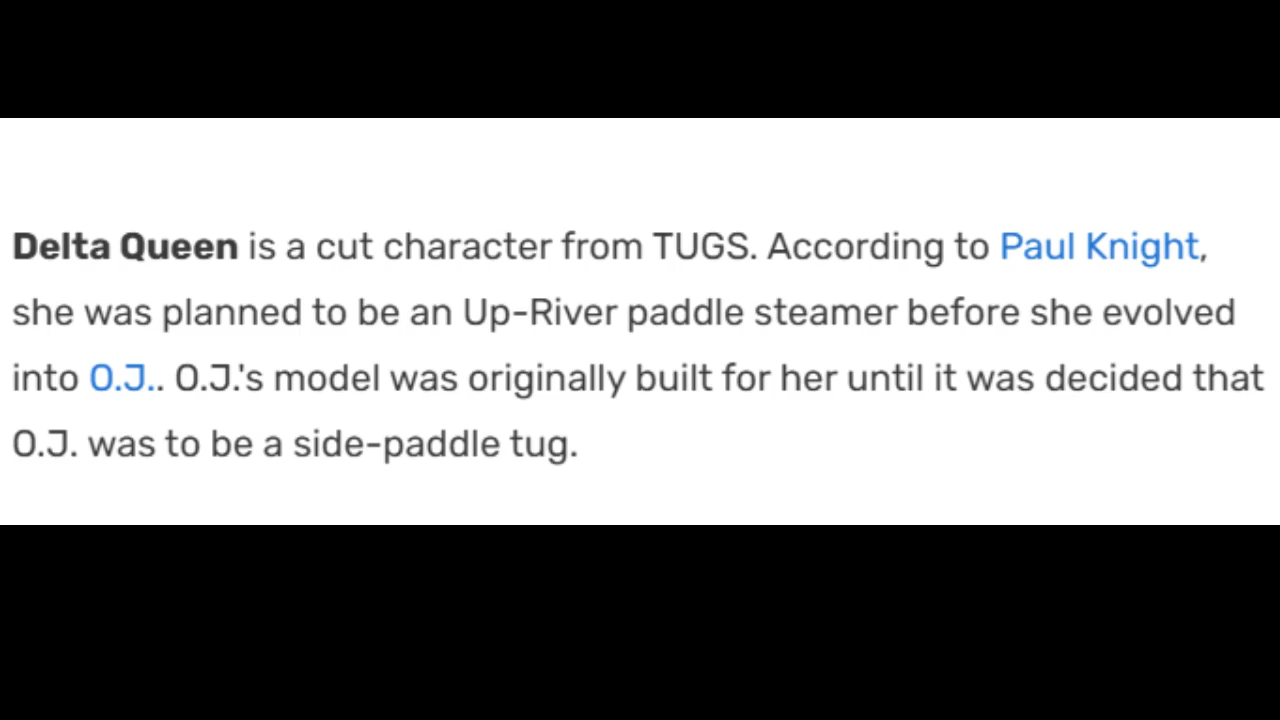 Delta Queen is a cut character from TUGS. According to Paul Knight,
she was planned to be an Up-River paddle steamer before she evolved
into O.J.. O.J.'s model was originally built for her until it was decided that
O.J. was to be a side-paddle tug.